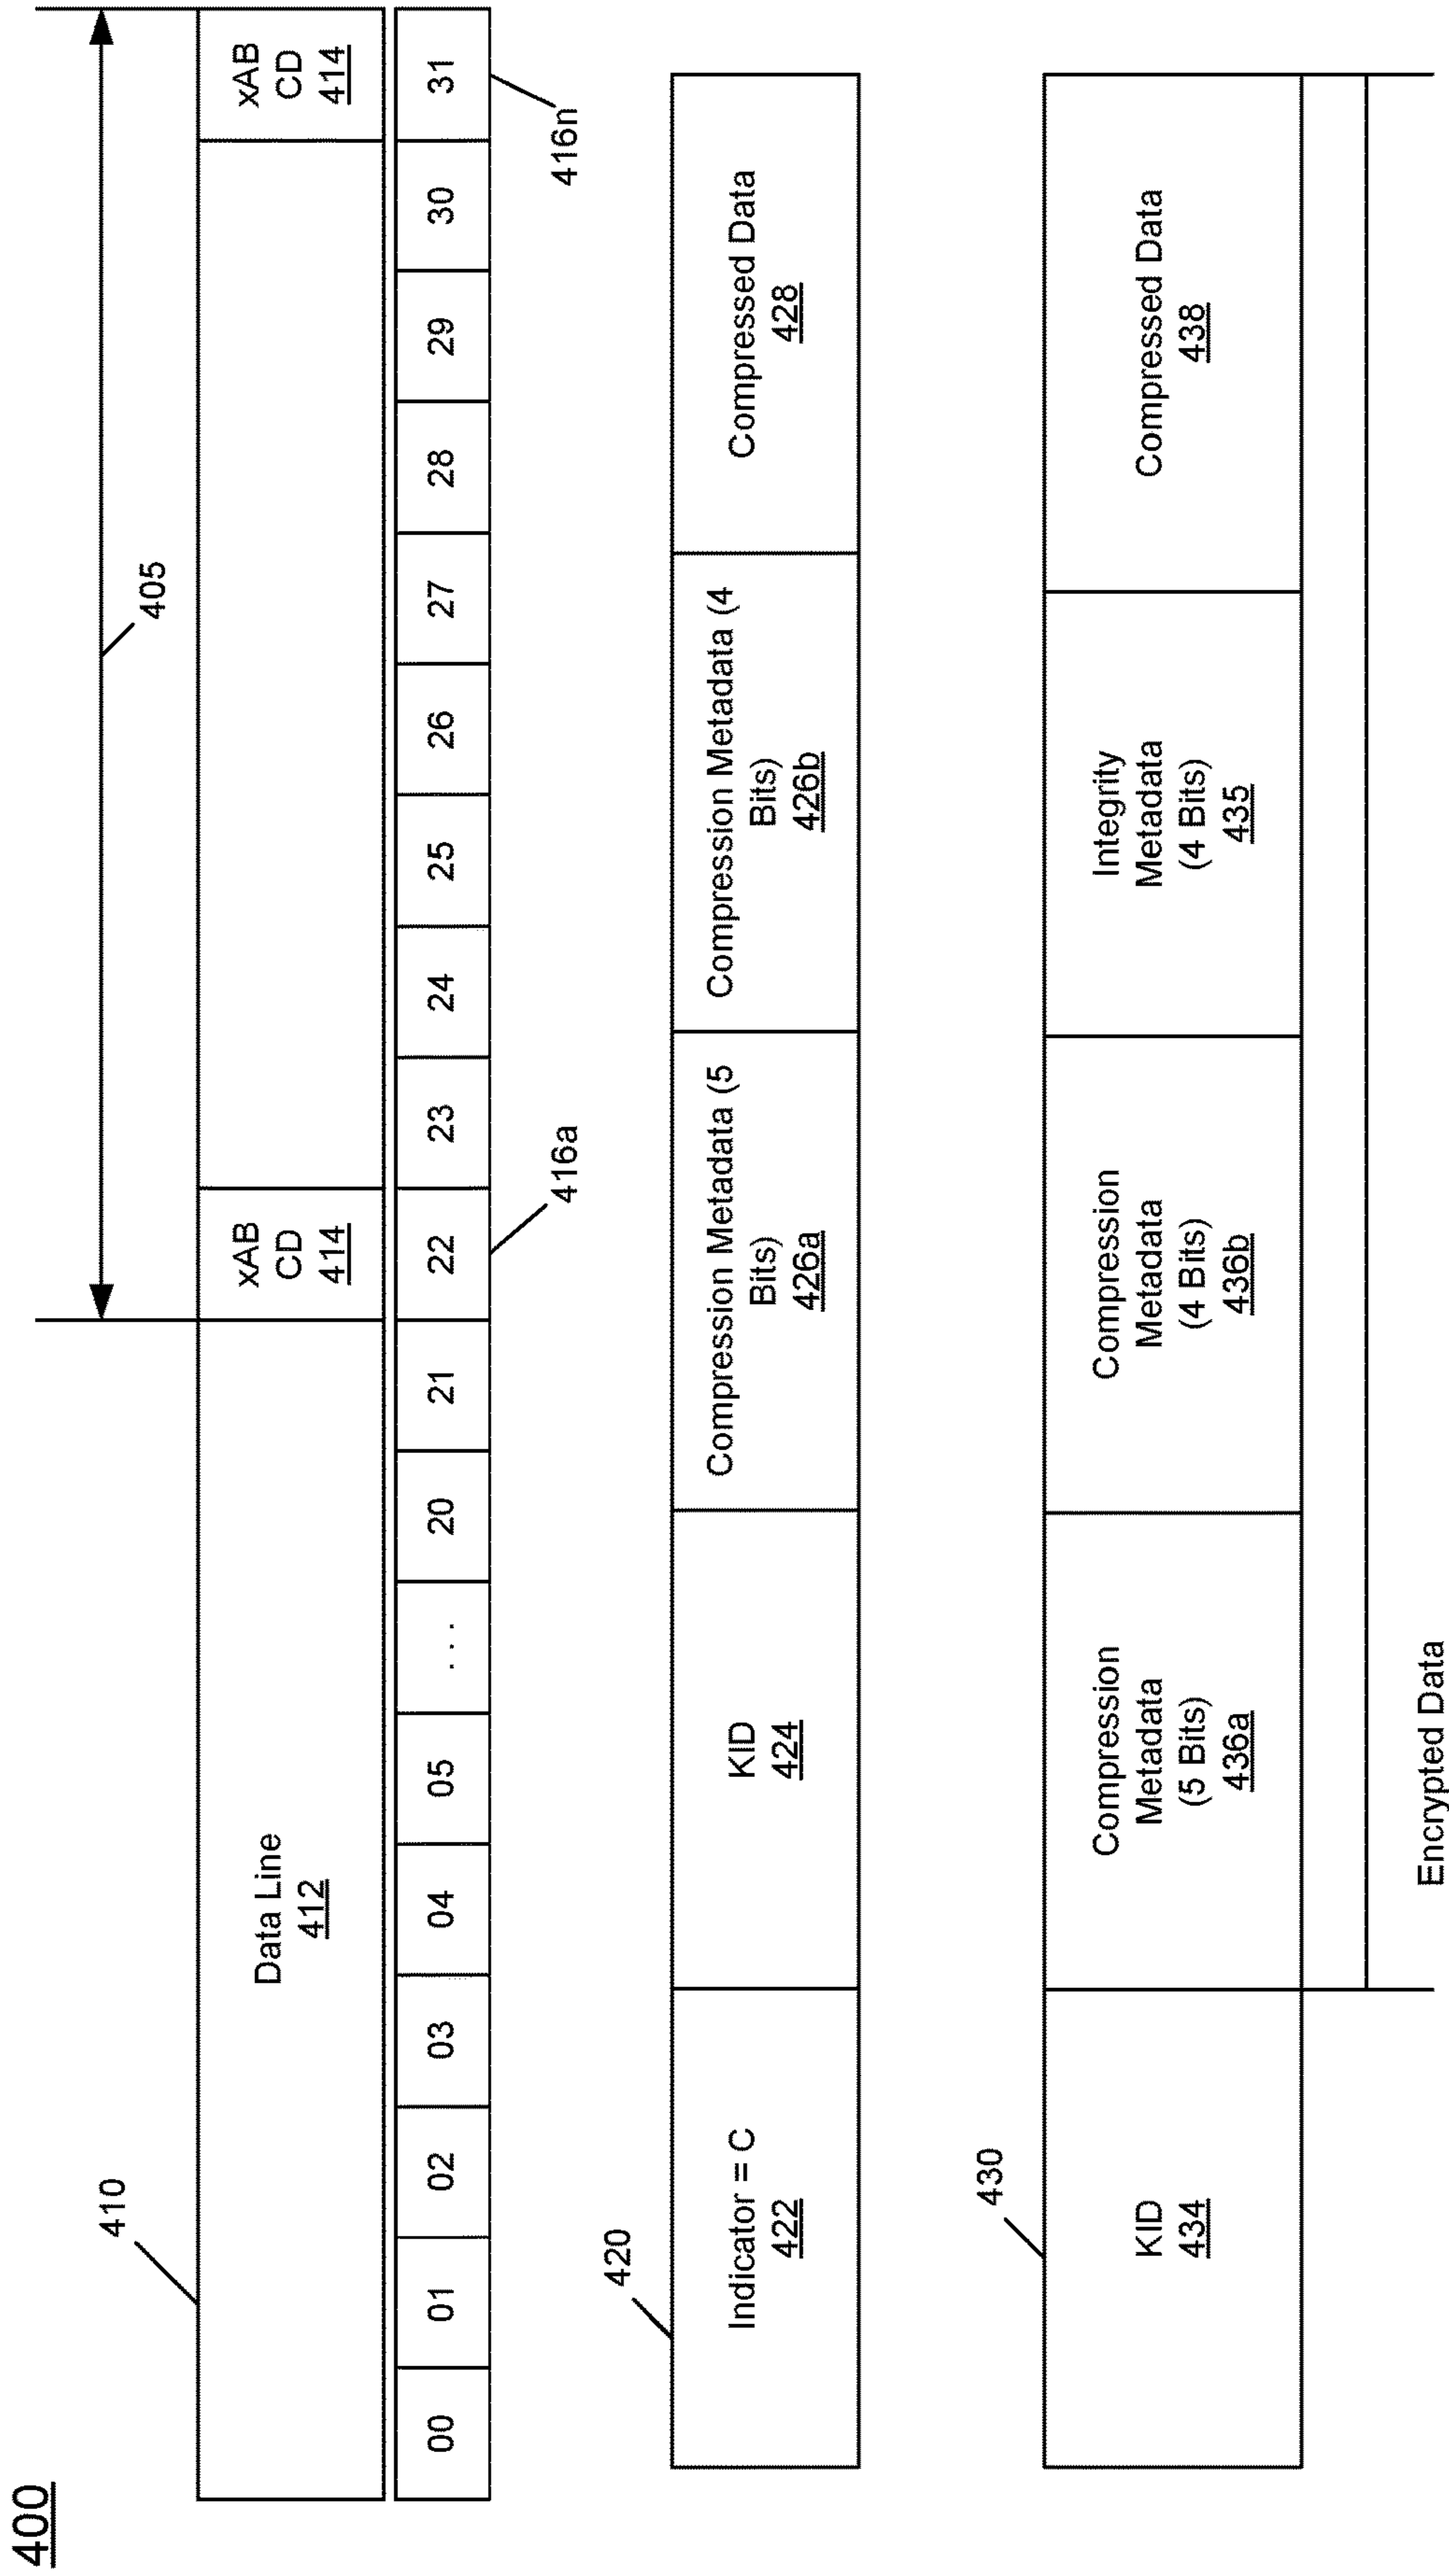 400
405
410
Data Line
412
xAB
CD
414
xAB
CD
414
00 01 02 03 04 05 ... 20 21 22 23 24 25 26 27 28 29 30 31
416a
416n
420
Indicator = C
422
KID
424
Compression Metadata (5
Bits)
426a
Compression Metadata (4
Bits)
426b
Compressed Data
428
430
KID
434
Compression
Metadata
(5 Bits)
436a
Compression
Metadata
(4 Bits)
436b
Integrity
Metadata
(4 Bits)
435
Compressed Data
438
Encrypted Data